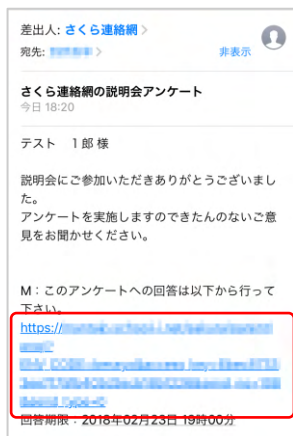 差出人: さくら連絡網
宛先:
非表示
さくら連絡網の説明会アンケート
今日 18:20
テスト 1郎 様
説明会にご参加いただきありがとうございまし
た。
アンケートを実施しますのできたんのないご意
見をお聞かせください。
M:このアンケートへの回答は以下から行って
下さい。
https://
回答期限:2018年02月23日 19時00分